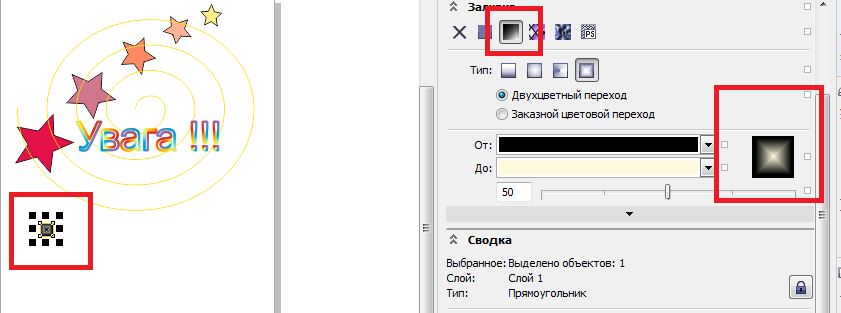 Заливка
PS
Тип:
Двухцветный переход
Заказной цветовой переход
От:
До:
50
Сводка
Выбранное: Выделено объектов: 1
Слой: Слой 1
Тип: Прямоугольник
Увага !!!